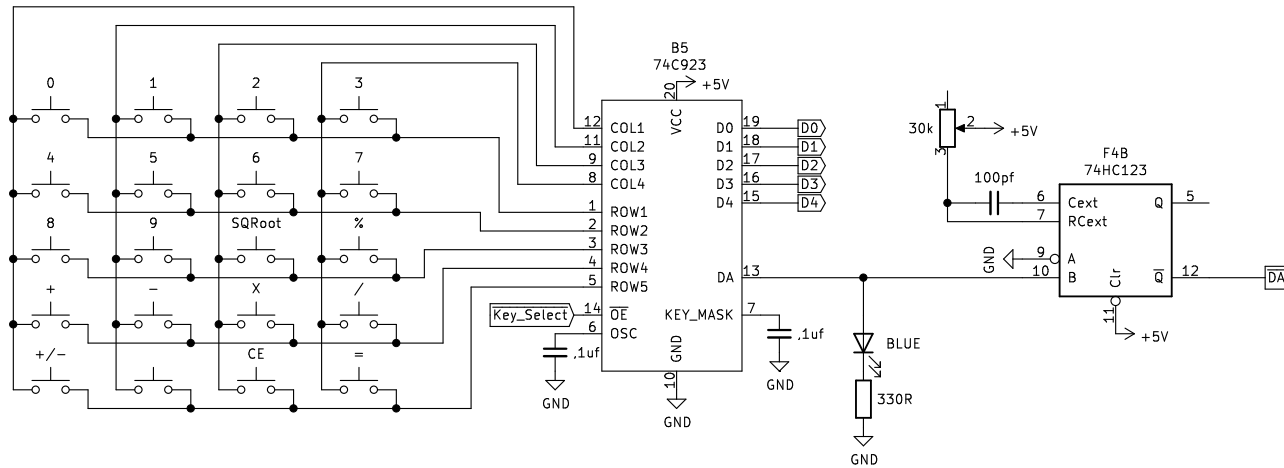 0 1 2 3
4 5 6 7
8 9 SQRoot %
+ - X /
+/- CE =
B5
74C923
20
+5V
VCC
12 COL1
11 COL2
9 COL3
8 COL4
1 ROW1
2 ROW2
3 ROW3
4 ROW4
5 ROW5
Key_Select 14 OE
6 OSC
,1uf
GND
D0 19 D0
D1 18 D1
D2 17 D2
D3 16 D3
D4 15 D4
DA 13
KEY_MASK 7
,1uf
GND
GND
10
GND
BLUE
330R
GND
1
30k 2 +5V
3
100pf
F4B
74HC123
6 Cext
7 RCext
GND 9 A
10 B
Clr
11
+5V
Q 5
Q 12
DA